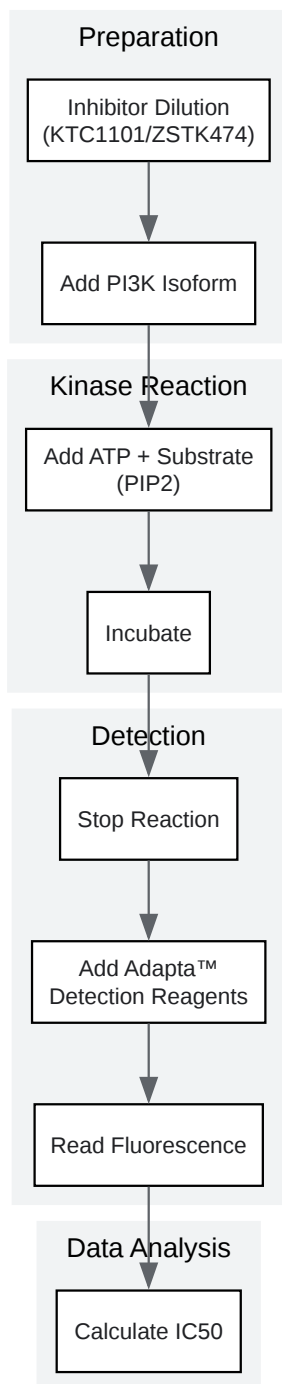 Preparation
Inhibitor Dilution
(KTC1101/ZSTK474)
Add PI3K Isoform
Kinase Reaction
Add ATP + Substrate
(PIP2)
Incubate
Detection
Stop Reaction
Add Adapta™
Detection Reagents
Read Fluorescence
Data Analysis
Calculate IC50